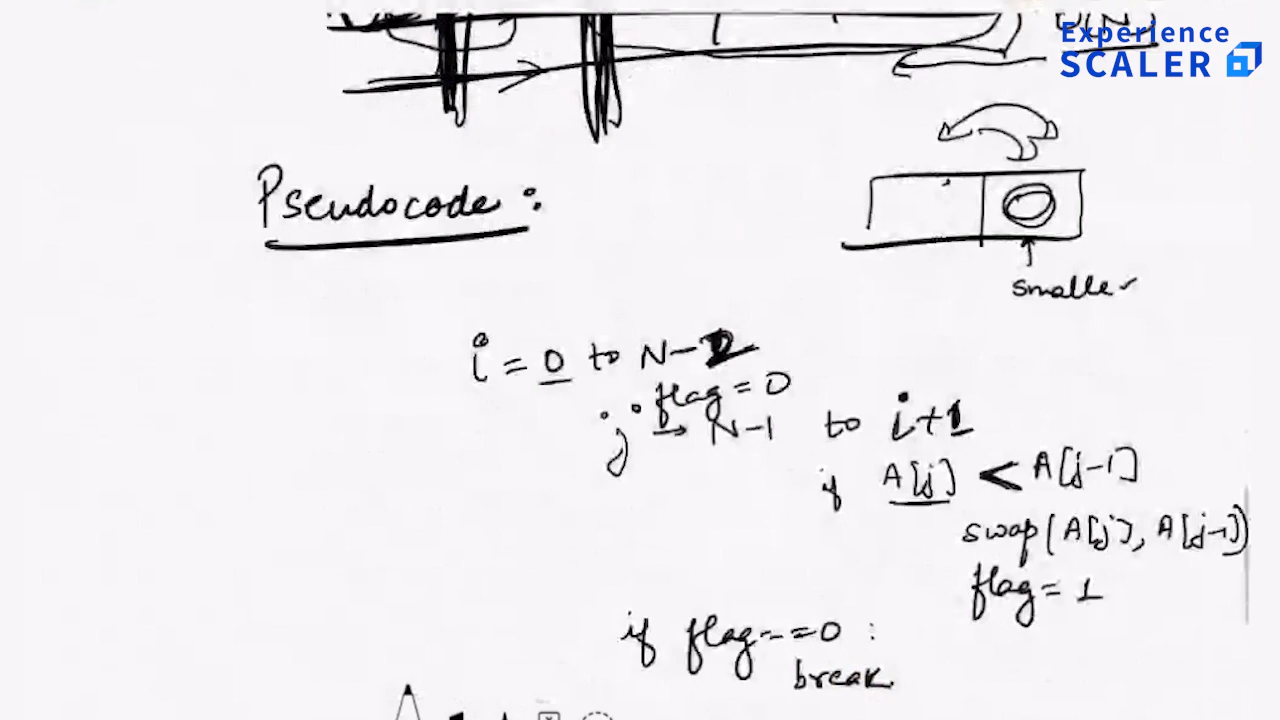 Experience
SCALER
Pseudocode :
smaller
i = 0 to N-2
flag = 0
j → N-1 to i+1
if A[j] < A[j-1]
swap(A[j], A[j-1])
flag = 1
if flag == 0 :
break